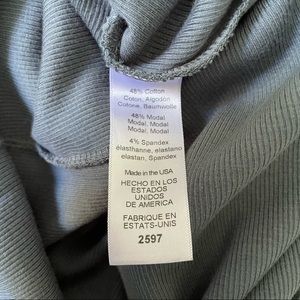 48% Cotton
Coton, Algodón
Cotone, Baumwolle
48% Modal
Modal, Modal,
Modal, Modal
4% Spandex
élasthanne, elastano
elastan, Spandex
Made in the USA
HECHO EN LOS
ESTADOS
UNIDOS
DE AMERICA
FABRIQUE EN
ESTATS-UNIS
2597